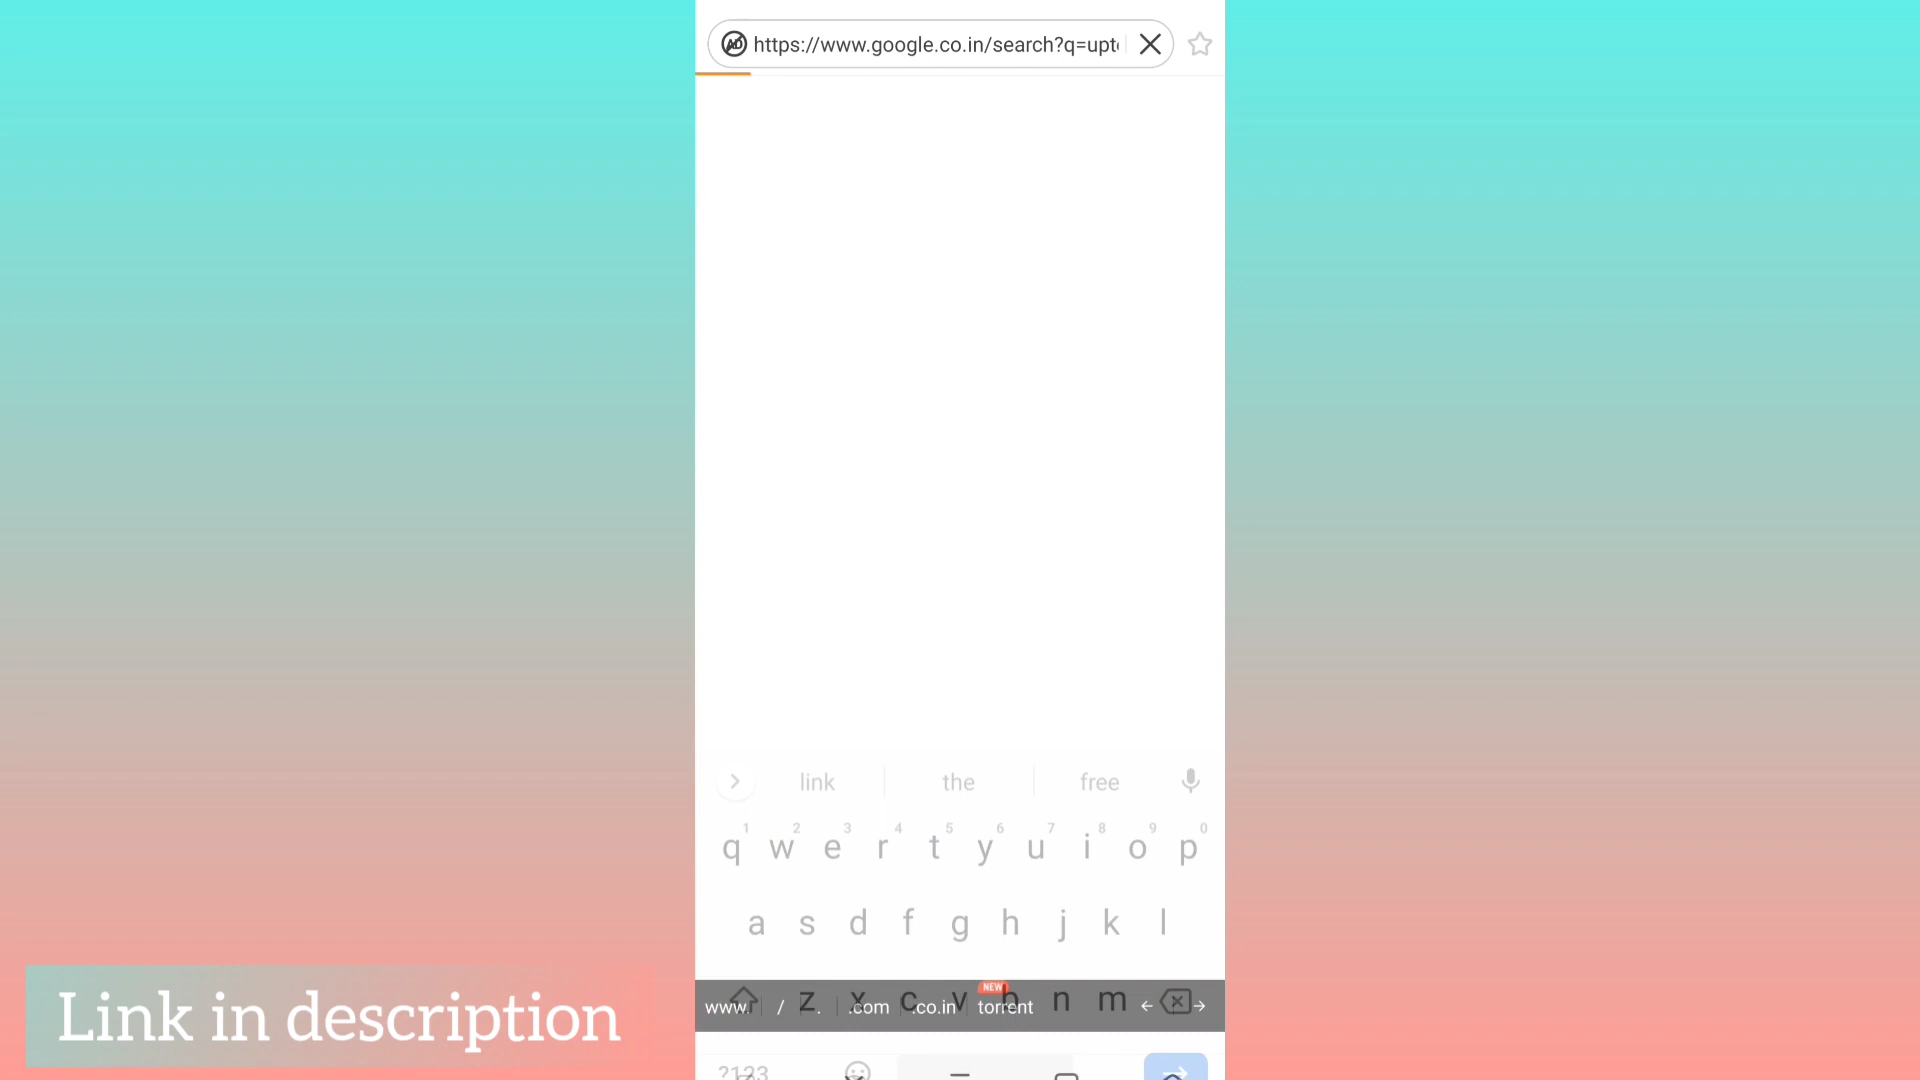 https://www.google.co.in/search?q=upt
link the free
1 2 3 4 5 6 7 8 9 0
q w e r t y u i o p
a s d f g h j k l
z x c v b n m
NEW
www. / . .com .co.in torrent ← →
?123
Link in description